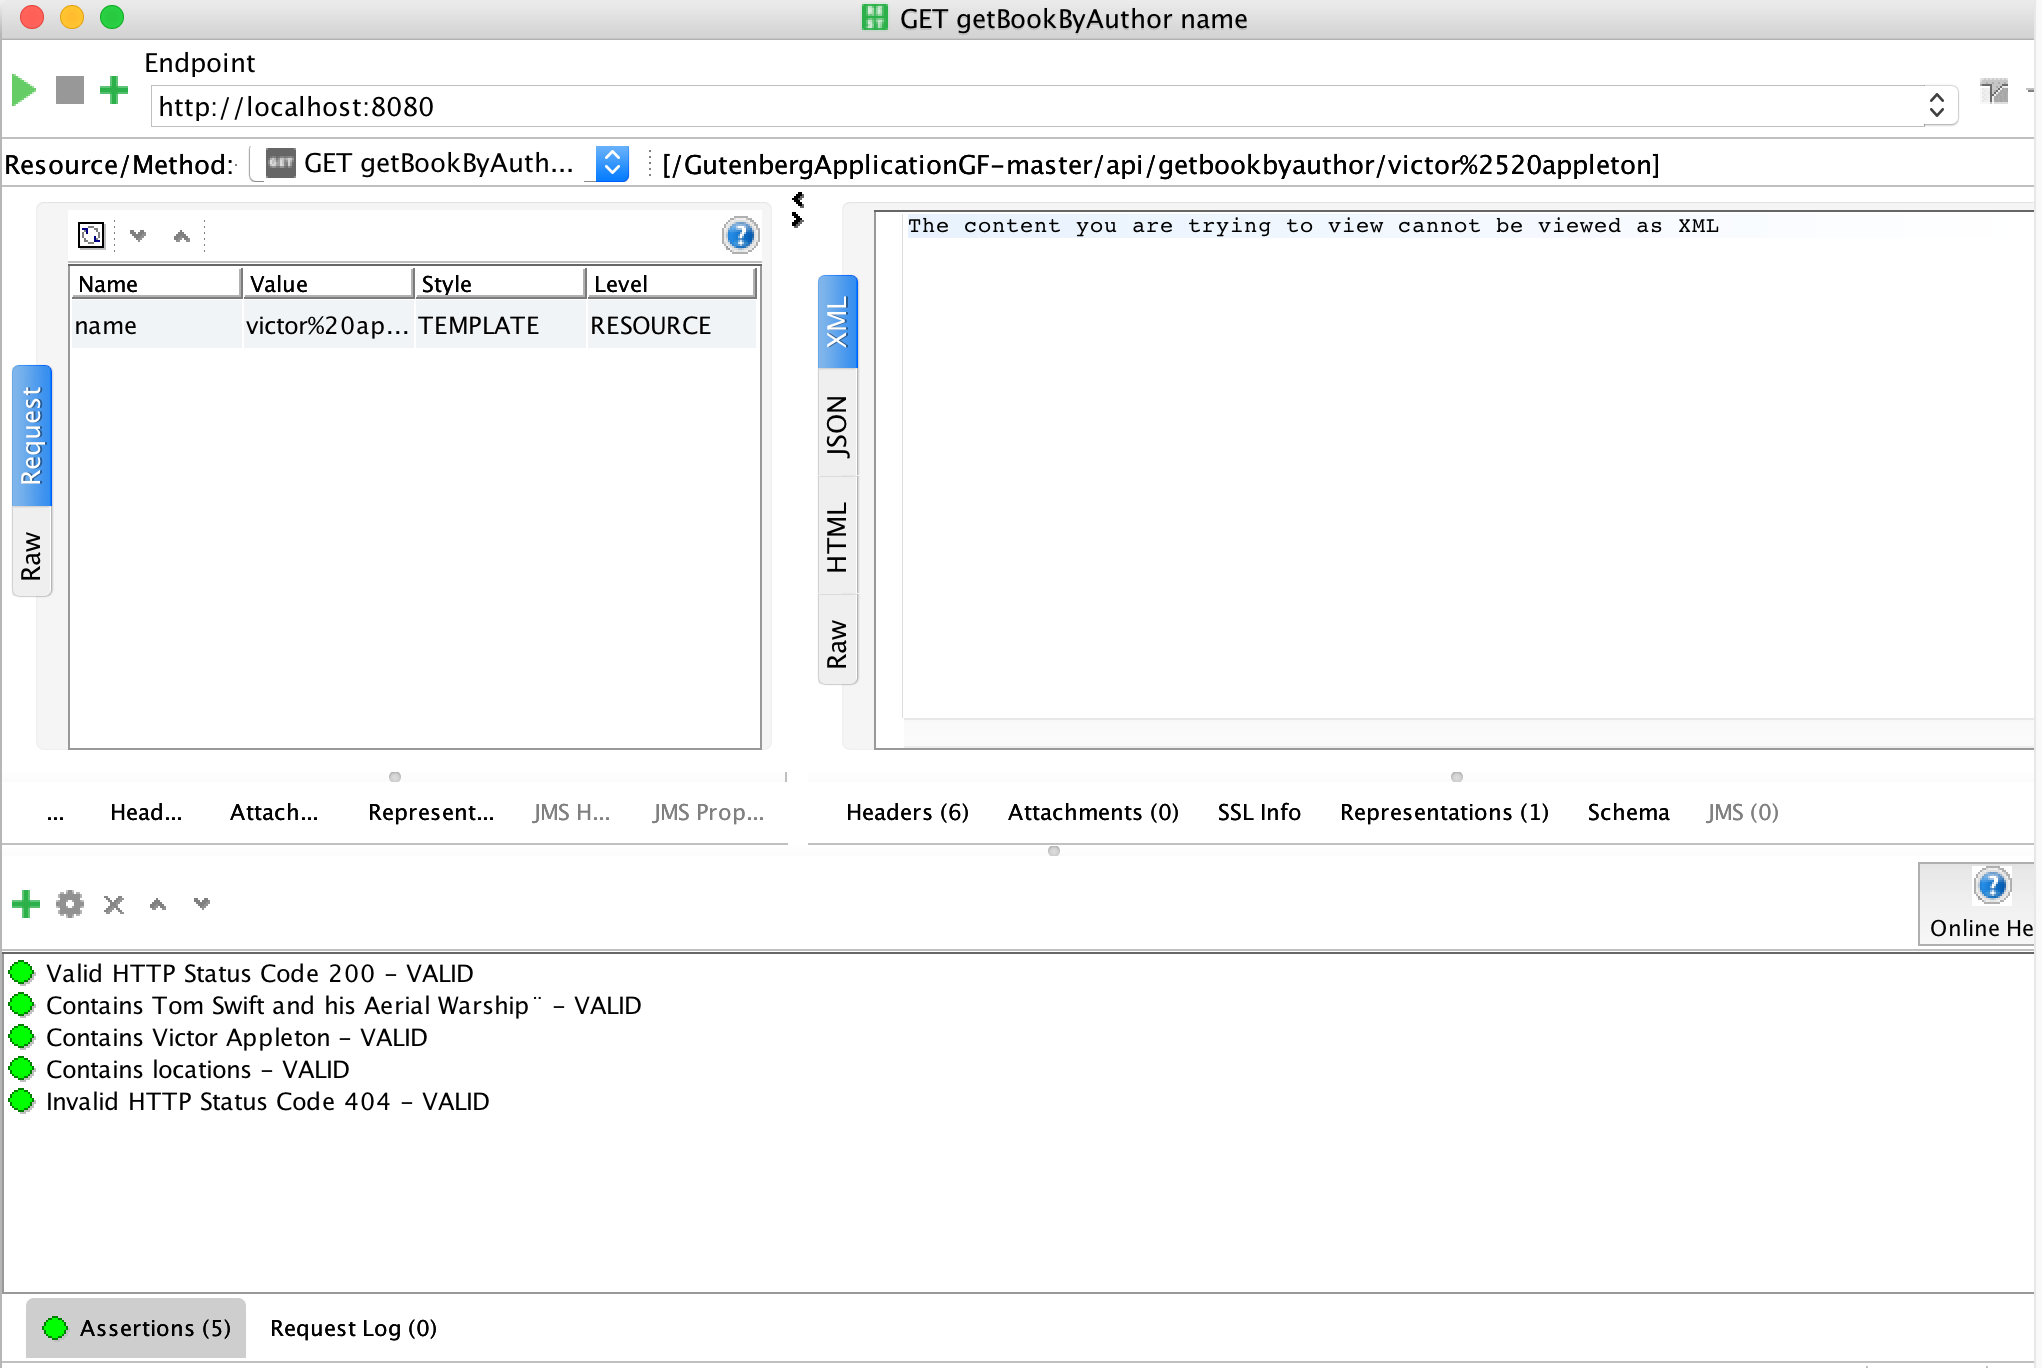 GET getBookByAuthor name
Endpoint
http://localhost:8080
Resource/Method:
GET getBookByAuth...
[/GutenbergApplicationGF-master/api/getbookbyauthor/victor%2520appleton]
Name Value Style Level
name victor%20ap... TEMPLATE RESOURCE
Request
Raw
The content you are trying to view cannot be viewed as XML
XML
JSON
HTML
Raw
... Head... Attach... Represent... JMS H... JMS Prop...
Headers (6) Attachments (0) SSL Info Representations (1) Schema JMS (0)
Online He
Valid HTTP Status Code 200 - VALID
Contains Tom Swift and his Aerial Warship¨ - VALID
Contains Victor Appleton - VALID
Contains locations - VALID
Invalid HTTP Status Code 404 - VALID
Assertions (5) Request Log (0)